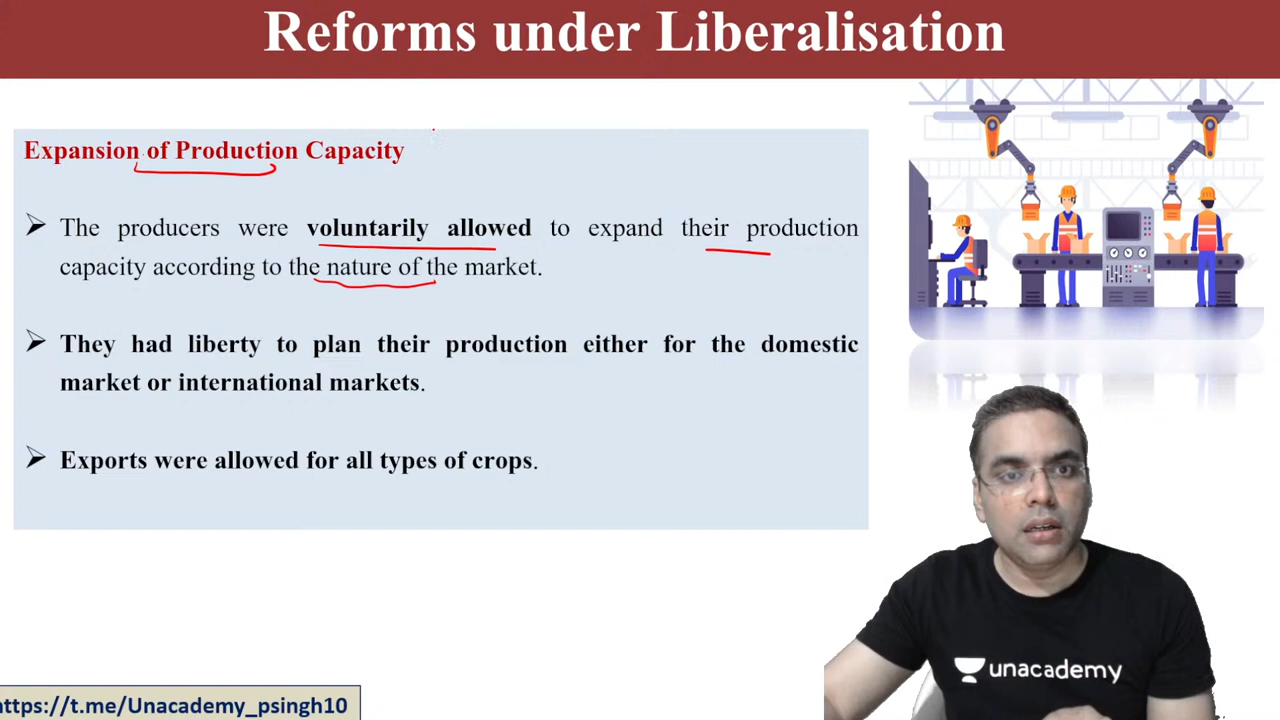 Reforms under Liberalisation
Expansion of Production Capacity
➢ The producers were voluntarily allowed to expand their production
capacity according to the nature of the market.
➢ They had liberty to plan their production either for the domestic
market or international markets.
➢ Exports were allowed for all types of crops.
unacademy
https://t.me/Unacademy_psingh10